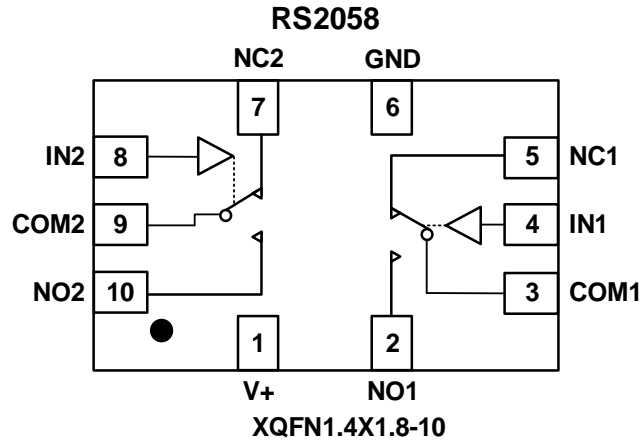 RS2058
NC2 GND
7 6
IN2 8 5 NC1
COM2 9 4 IN1
NO2 10 3 COM1
1 2
V+ NO1
XQFN1.4X1.8-10